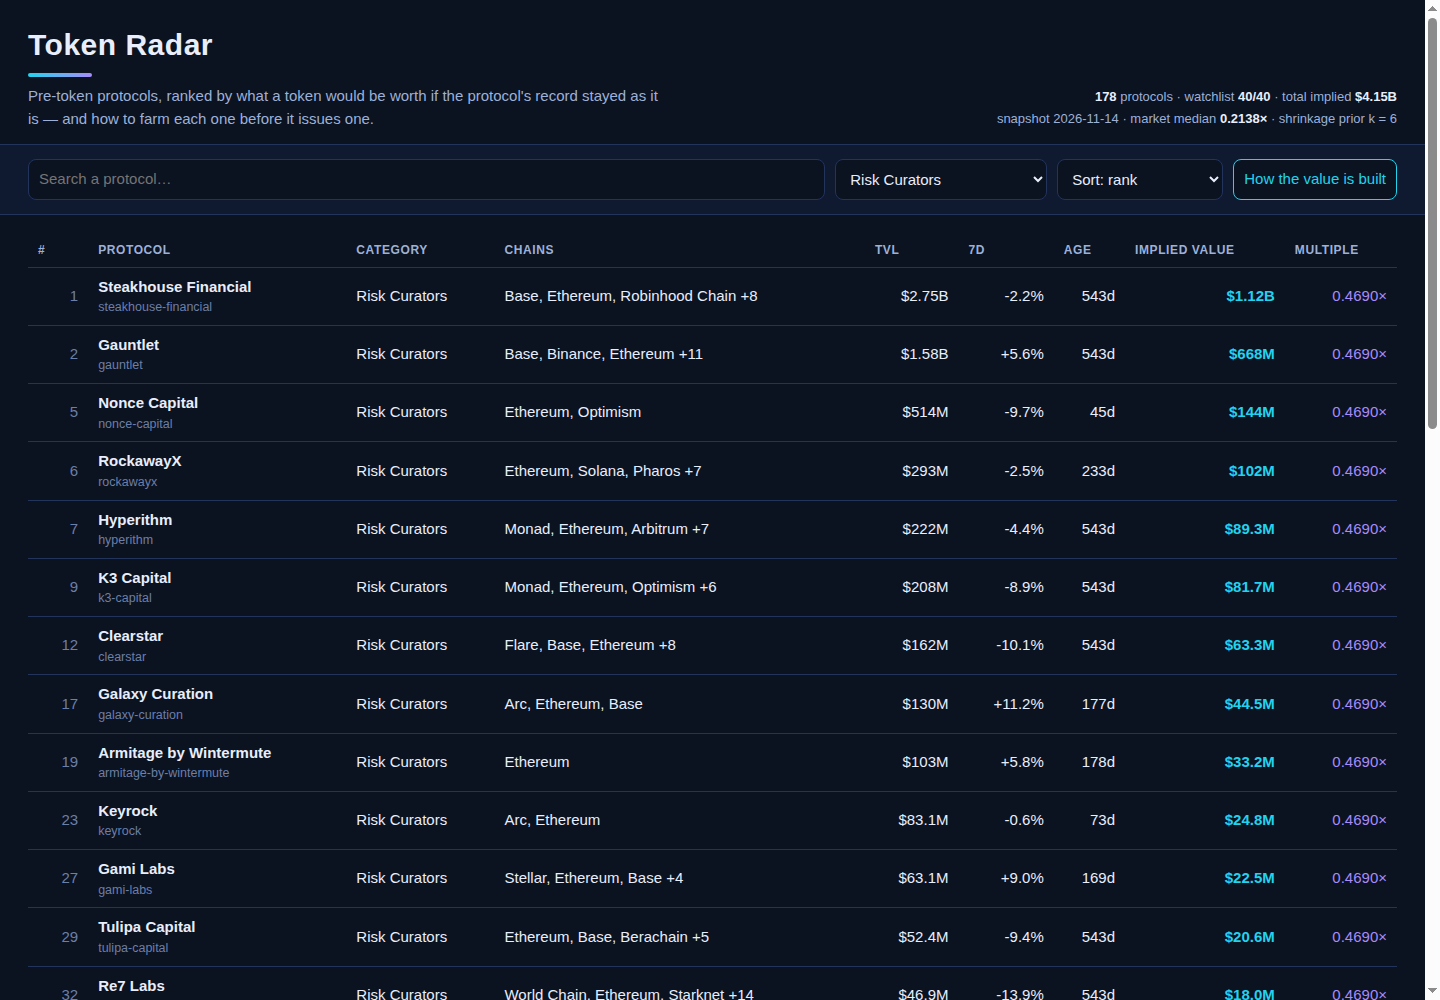 Token Radar
Pre-token protocols, ranked by what a token would be worth if the protocol's record stayed as it
is — and how to farm each one before it issues one.
178 protocols · watchlist 40/40 · total implied $4.15B
snapshot 2026-11-14 · market median 0.2138× · shrinkage prior k = 6
Search a protocol… Risk Curators Sort: rank How the value is built
# PROTOCOL CATEGORY CHAINS TVL 7D AGE IMPLIED VALUE MULTIPLE
1 Steakhouse Financial Risk Curators Base, Ethereum, Robinhood Chain +8 $2.75B -2.2% 543d $1.12B 0.4690×
steakhouse-financial
2 Gauntlet Risk Curators Base, Binance, Ethereum +11 $1.58B +5.6% 543d $668M 0.4690×
gauntlet
5 Nonce Capital Risk Curators Ethereum, Optimism $514M -9.7% 45d $144M 0.4690×
nonce-capital
6 RockawayX Risk Curators Ethereum, Solana, Pharos +7 $293M -2.5% 233d $102M 0.4690×
rockawayx
7 Hyperithm Risk Curators Monad, Ethereum, Arbitrum +7 $222M -4.4% 543d $89.3M 0.4690×
hyperithm
9 K3 Capital Risk Curators Monad, Ethereum, Optimism +6 $208M -8.9% 543d $81.7M 0.4690×
k3-capital
12 Clearstar Risk Curators Flare, Base, Ethereum +8 $162M -10.1% 543d $63.3M 0.4690×
clearstar
17 Galaxy Curation Risk Curators Arc, Ethereum, Base $130M +11.2% 177d $44.5M 0.4690×
galaxy-curation
19 Armitage by Wintermute Risk Curators Ethereum $103M +5.8% 178d $33.2M 0.4690×
armitage-by-wintermute
23 Keyrock Risk Curators Arc, Ethereum $83.1M -0.6% 73d $24.8M 0.4690×
keyrock
27 Gami Labs Risk Curators Stellar, Ethereum, Base +4 $63.1M +9.0% 169d $22.5M 0.4690×
gami-labs
29 Tulipa Capital Risk Curators Ethereum, Base, Berachain +5 $52.4M -9.4% 543d $20.6M 0.4690×
tulipa-capital
32 Re7 Labs Risk Curators World Chain, Ethereum, Starknet +14 $46.9M -13.9% 543d $18.0M 0.4690×